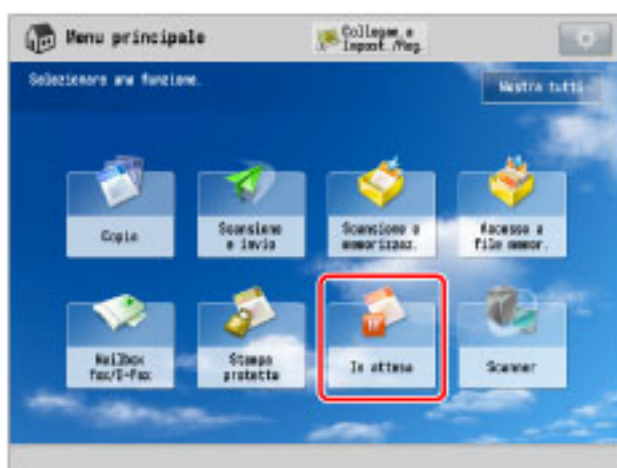 Menu principale
Collegam. a
Impost./Reg.
Selezionare una funzione.
Mostra tutti
Copia
Scansione
e invio
Scansione e
memorizzaz.
Accesso a
file memor.
Mailbox
fax/I-Fax
Stampa
protetta
In attesa
Scanner